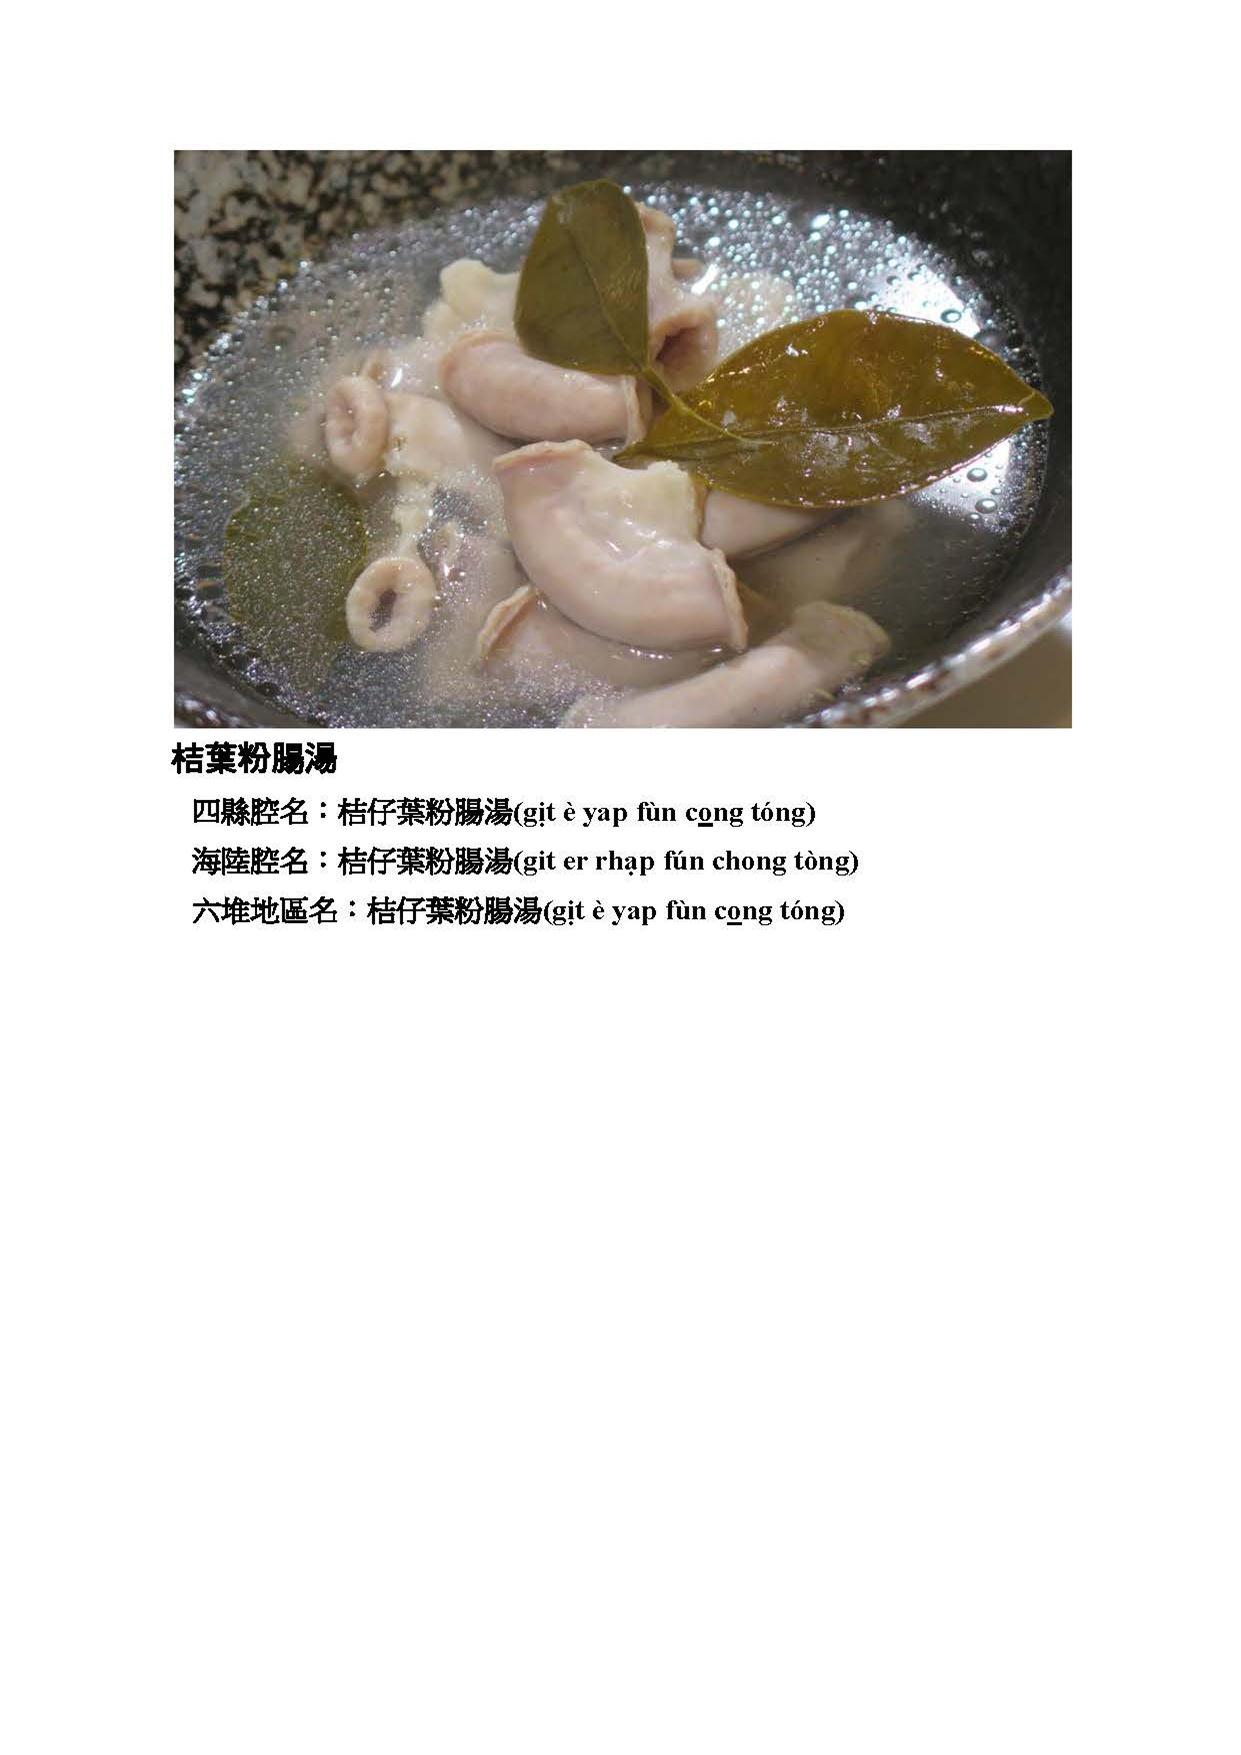 桔葉粉腸湯
四縣腔名：桔仔葉粉腸湯(gịt è yap fùn co̲ng tóng)
海陸腔名：桔仔葉粉腸湯(git er rhạp fún chong tòng)
六堆地區名：桔仔葉粉腸湯(gịt è yap fùn co̲ng tóng)